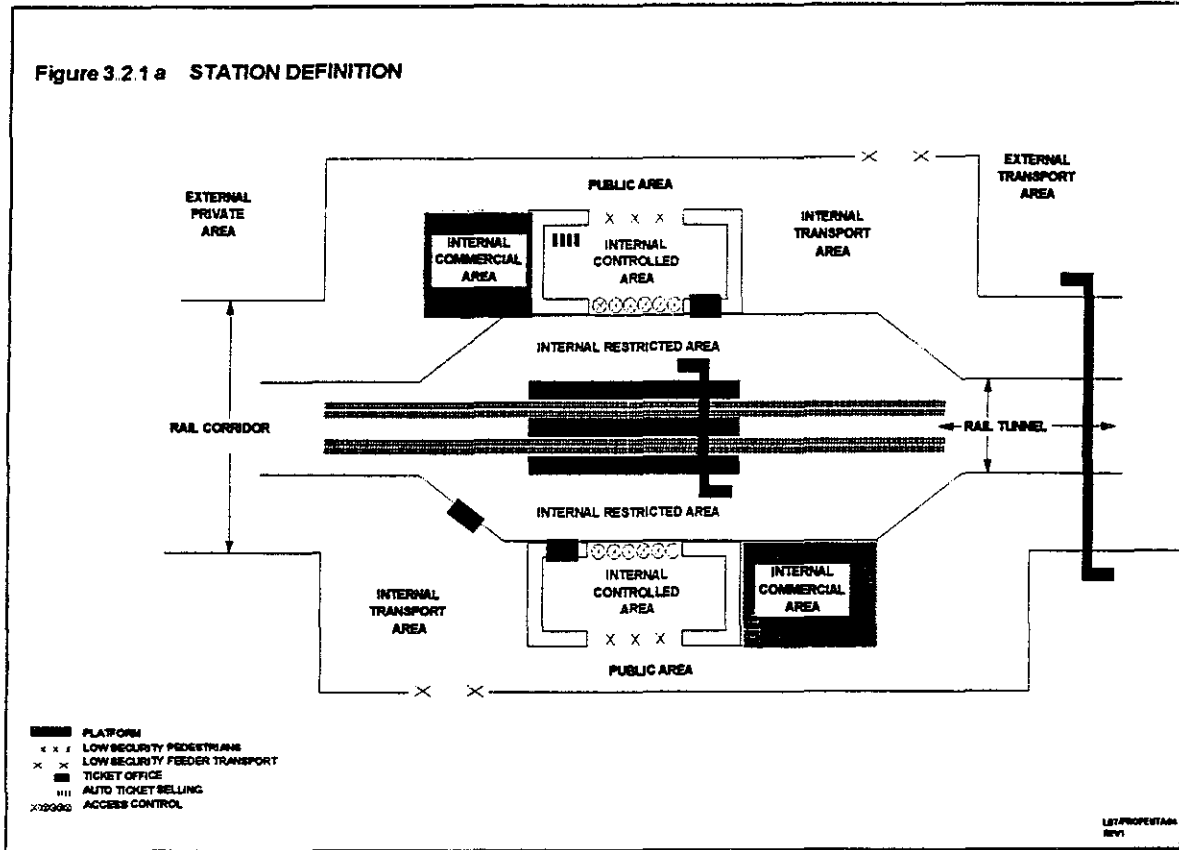 Figure 3.2.1 a STATION DEFINITION
EXTERNAL
PRIVATE
AREA
PUBLIC AREA
EXTERNAL
TRANSPORT
AREA
INTERNAL
COMMERCIAL
AREA
INTERNAL
CONTROLLED
AREA
INTERNAL
TRANSPORT
AREA
INTERNAL RESTRICTED AREA
RAIL CORRIDOR
RAIL TUNNEL
INTERNAL RESTRICTED AREA
INTERNAL
TRANSPORT
AREA
INTERNAL
CONTROLLED
AREA
INTERNAL
COMMERCIAL
AREA
PUBLIC AREA
PLATFORM
LOW SECURITY PEDESTRIANS
LOW SECURITY FEEDER TRANSPORT
TICKET OFFICE
AUTO TICKET SELLING
ACCESS CONTROL
REV1